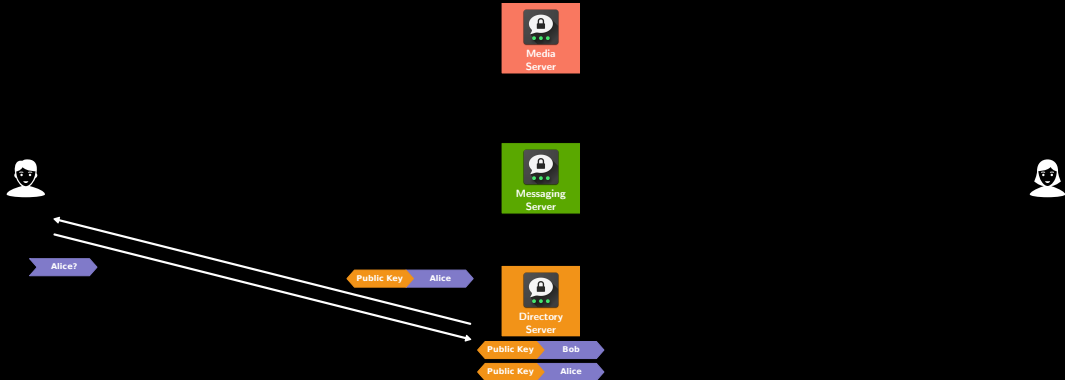 Media
Server
Messaging
Server
Alice?
Public Key Alice
Directory
Server
Public Key Bob
Public Key Alice